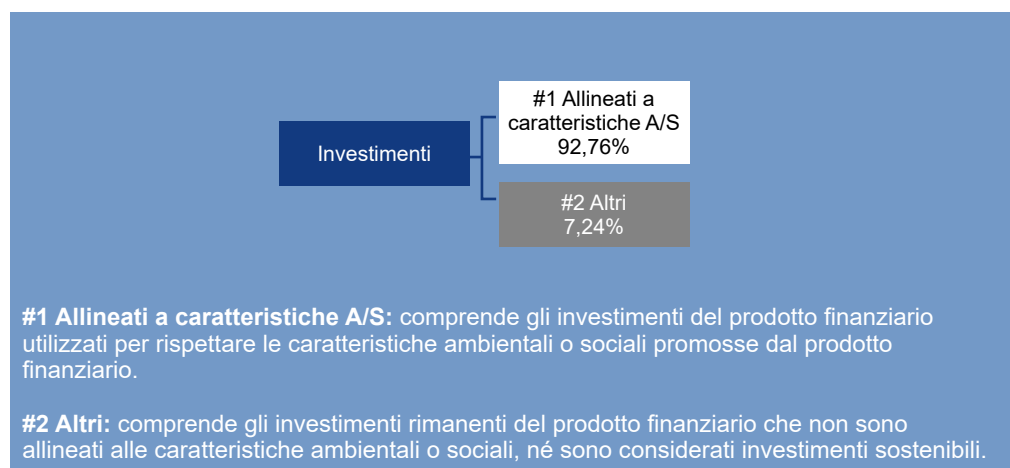 #1 Allineati a
caratteristiche A/S
92,76%
Investimenti
#2 Altri
7,24%
#1 Allineati a caratteristiche A/S: comprende gli investimenti del prodotto finanziario
utilizzati per rispettare le caratteristiche ambientali o sociali promosse dal prodotto
finanziario.
#2 Altri: comprende gli investimenti rimanenti del prodotto finanziario che non sono
allineati alle caratteristiche ambientali o sociali, né sono considerati investimenti sostenibili.